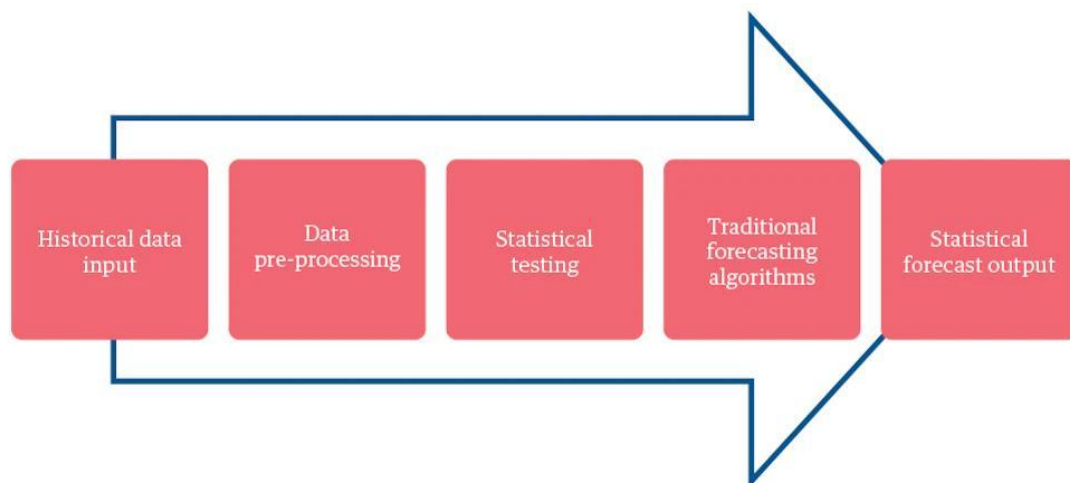 Historical data
input
Data
pre-processing
Statistical
testing
Traditional
forecasting
algorithms
Statistical
forecast output